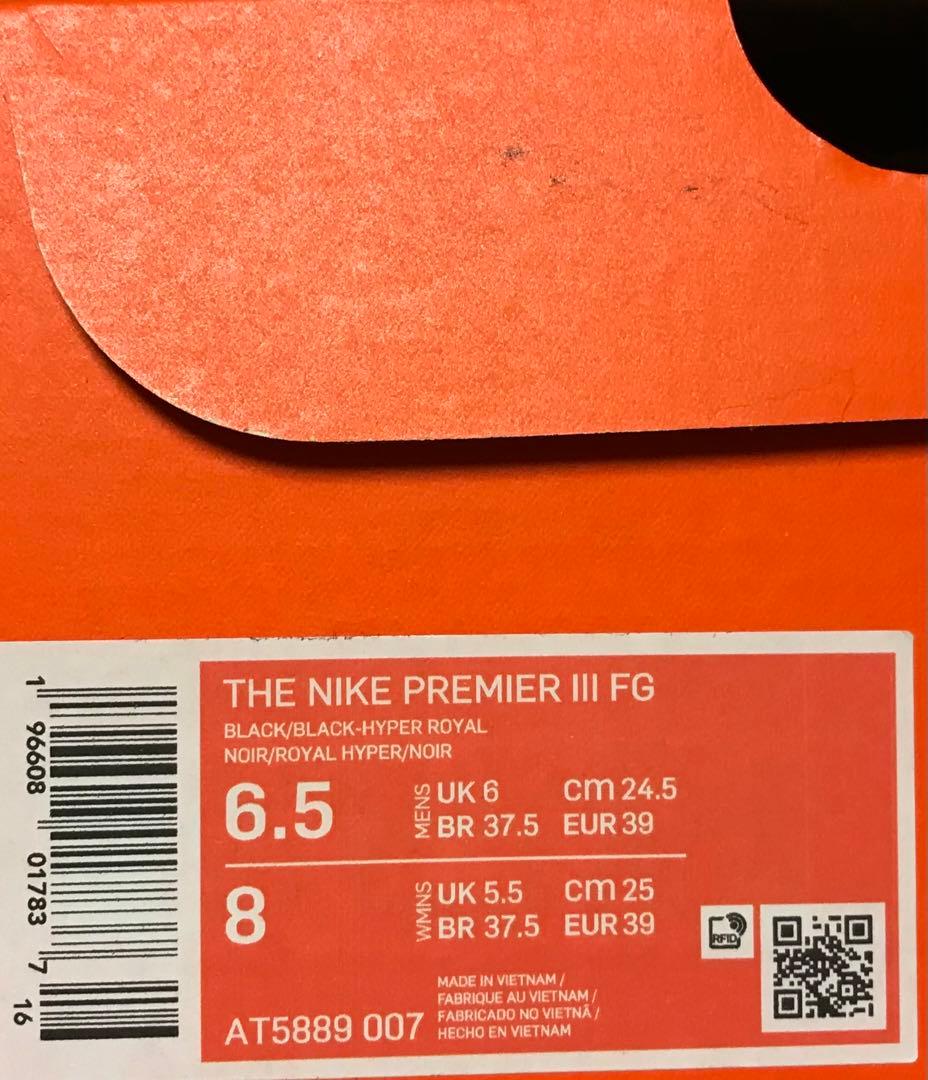 THE NIKE PREMIER III FG
BLACK/BLACK-HYPER ROYAL
NOIR/ROYAL HYPER/NOIR
6.5 MENS UK 6 cm 24.5
BR 37.5 EUR 39
8 WMNS UK 5.5 cm 25
BR 37.5 EUR 39
RFID
MADE IN VIETNAM /
FABRIQUE AU VIETNAM /
FABRICADO NO VIETNÃ /
HECHO EN VIETNAM
AT5889 007
1 96608 01783 7 16